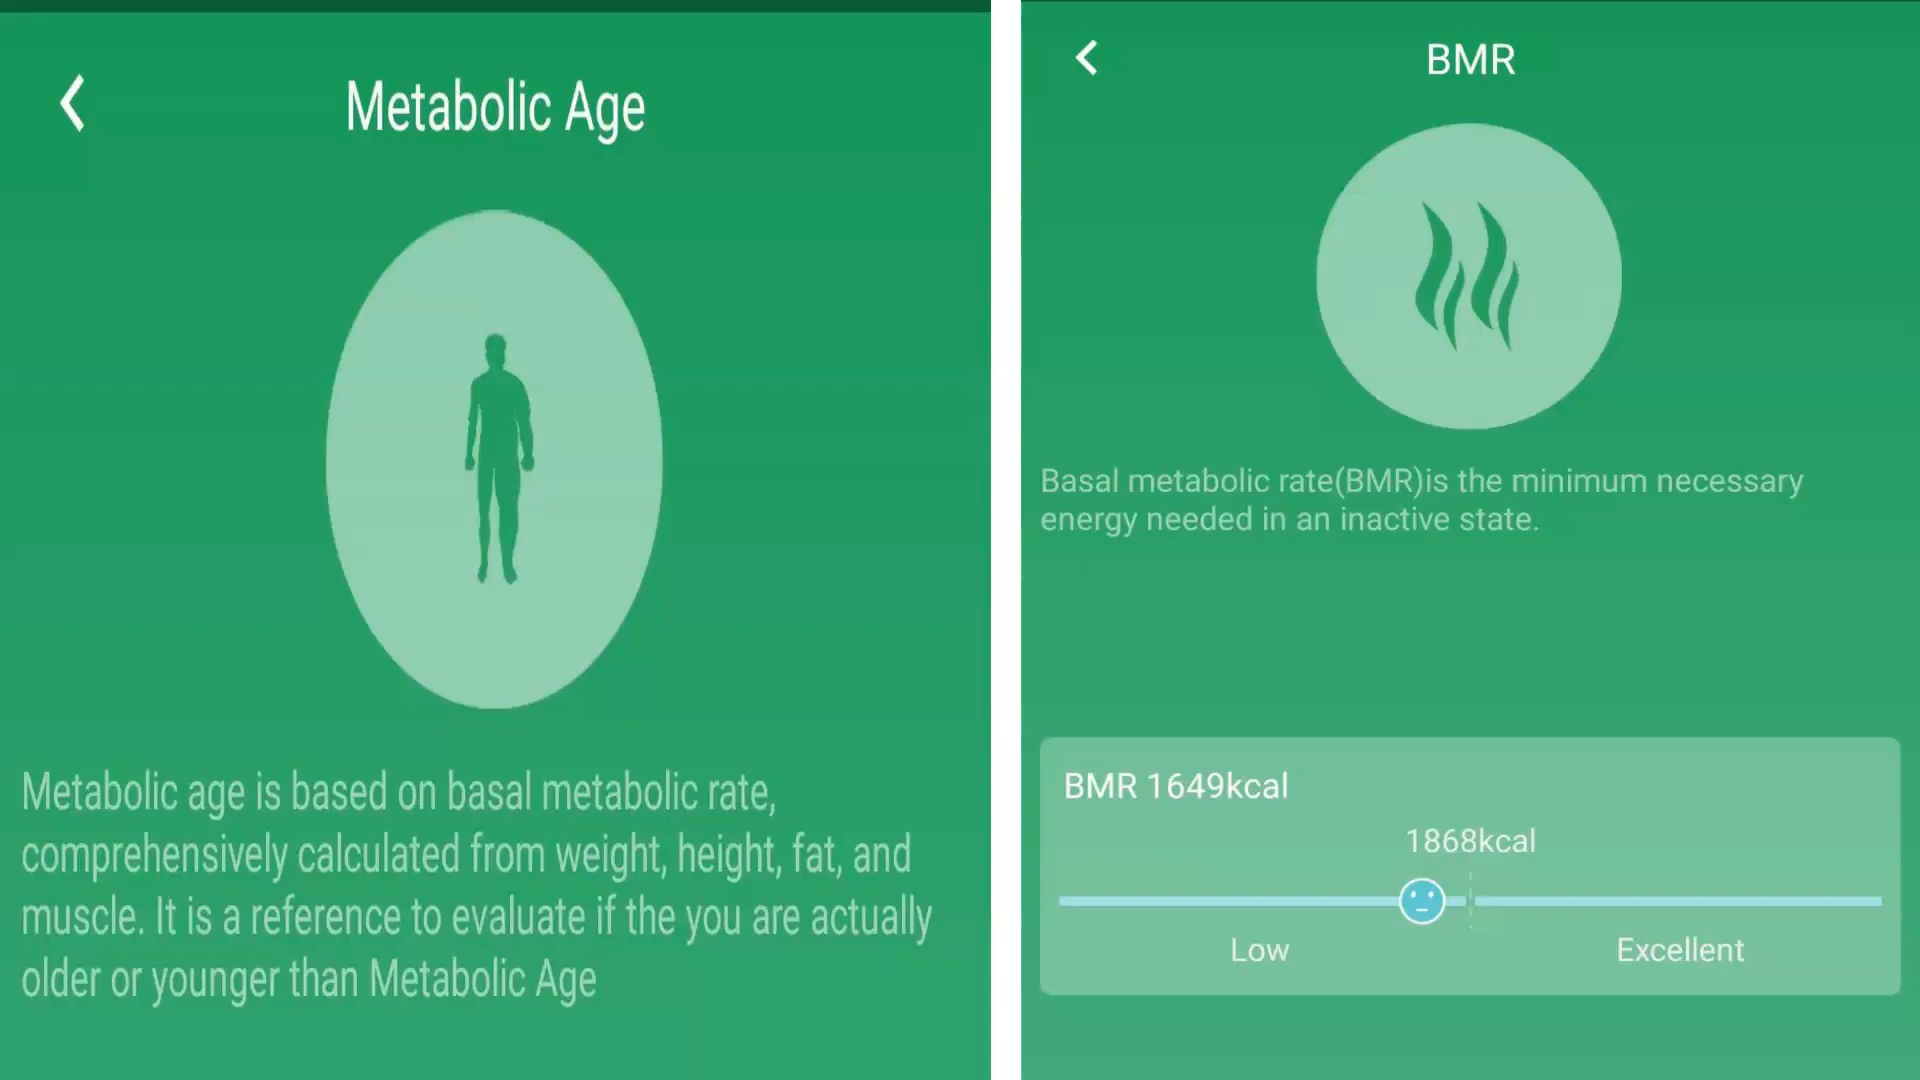 Metabolic Age
Metabolic age is based on basal metabolic rate,
comprehensively calculated from weight, height, fat, and
muscle. It is a reference to evaluate if the you are actually
older or younger than Metabolic Age
BMR
Basal metabolic rate(BMR)is the minimum necessary
energy needed in an inactive state.
BMR 1649kcal
1868kcal
Low Excellent